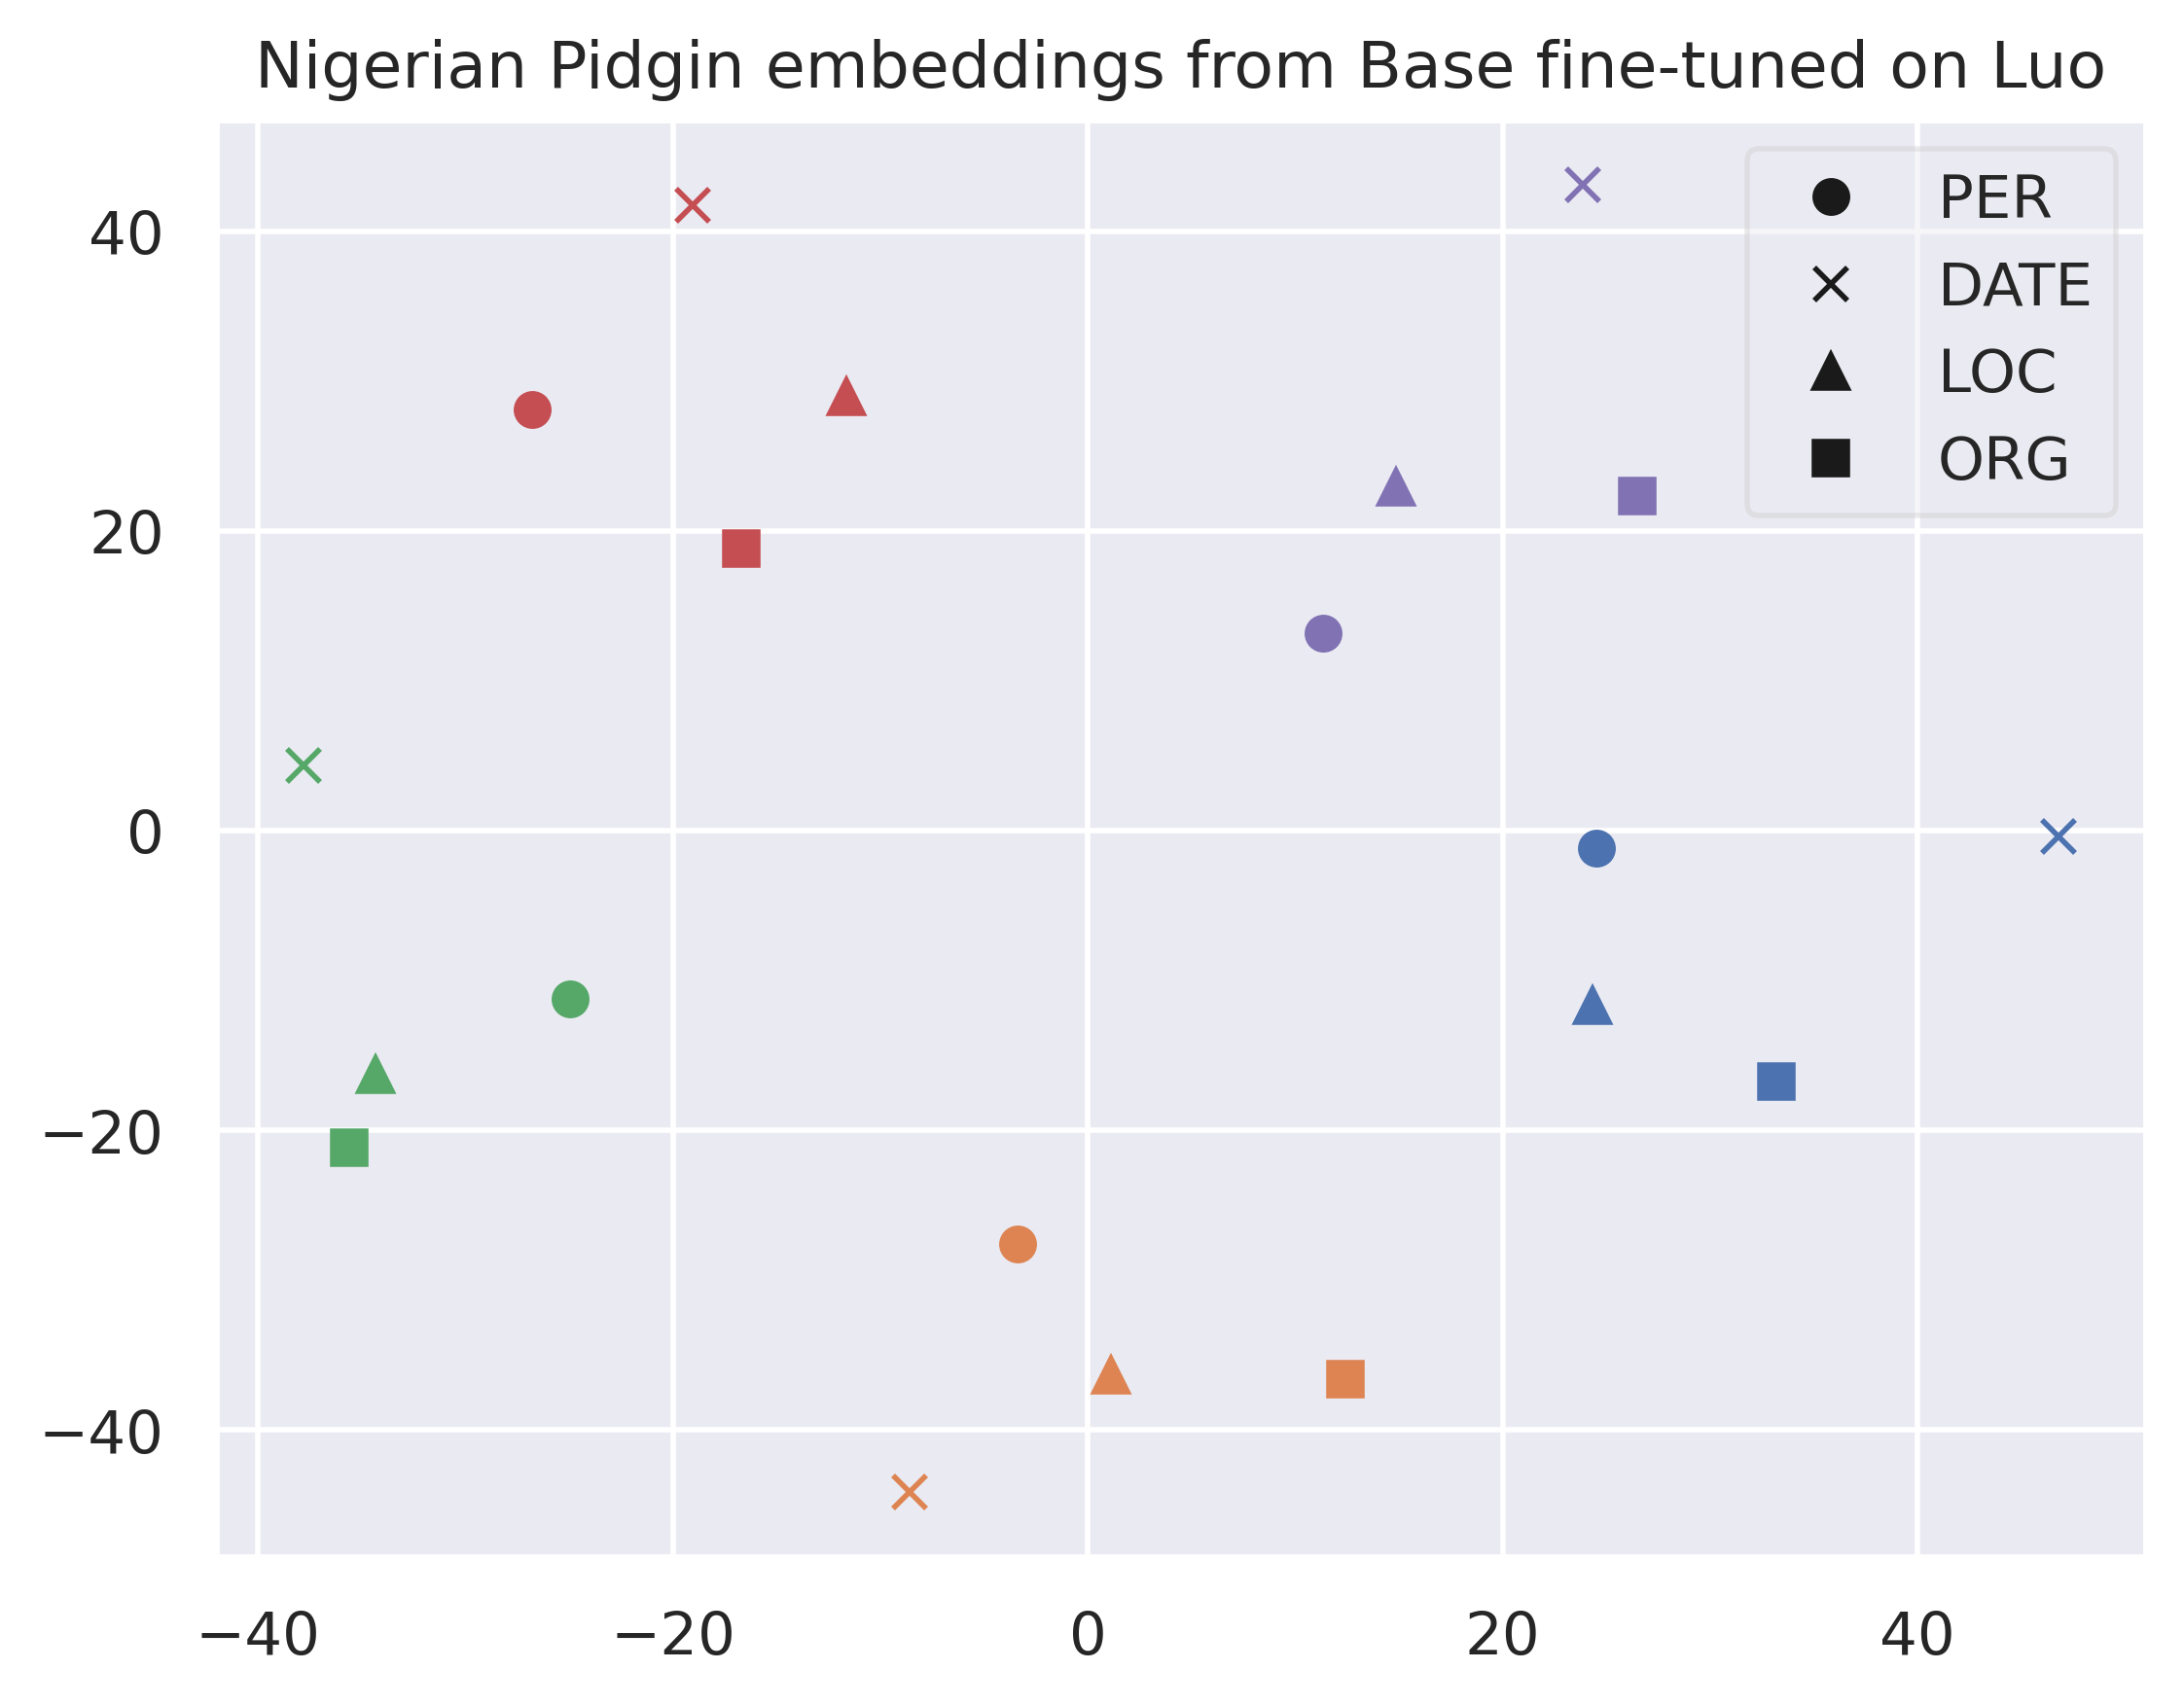 Nigerian Pidgin embeddings from Base fine-tuned on Luo
PER
DATE
LOC
ORG
40
20
0
−20
−40
−40 −20 0 20 40